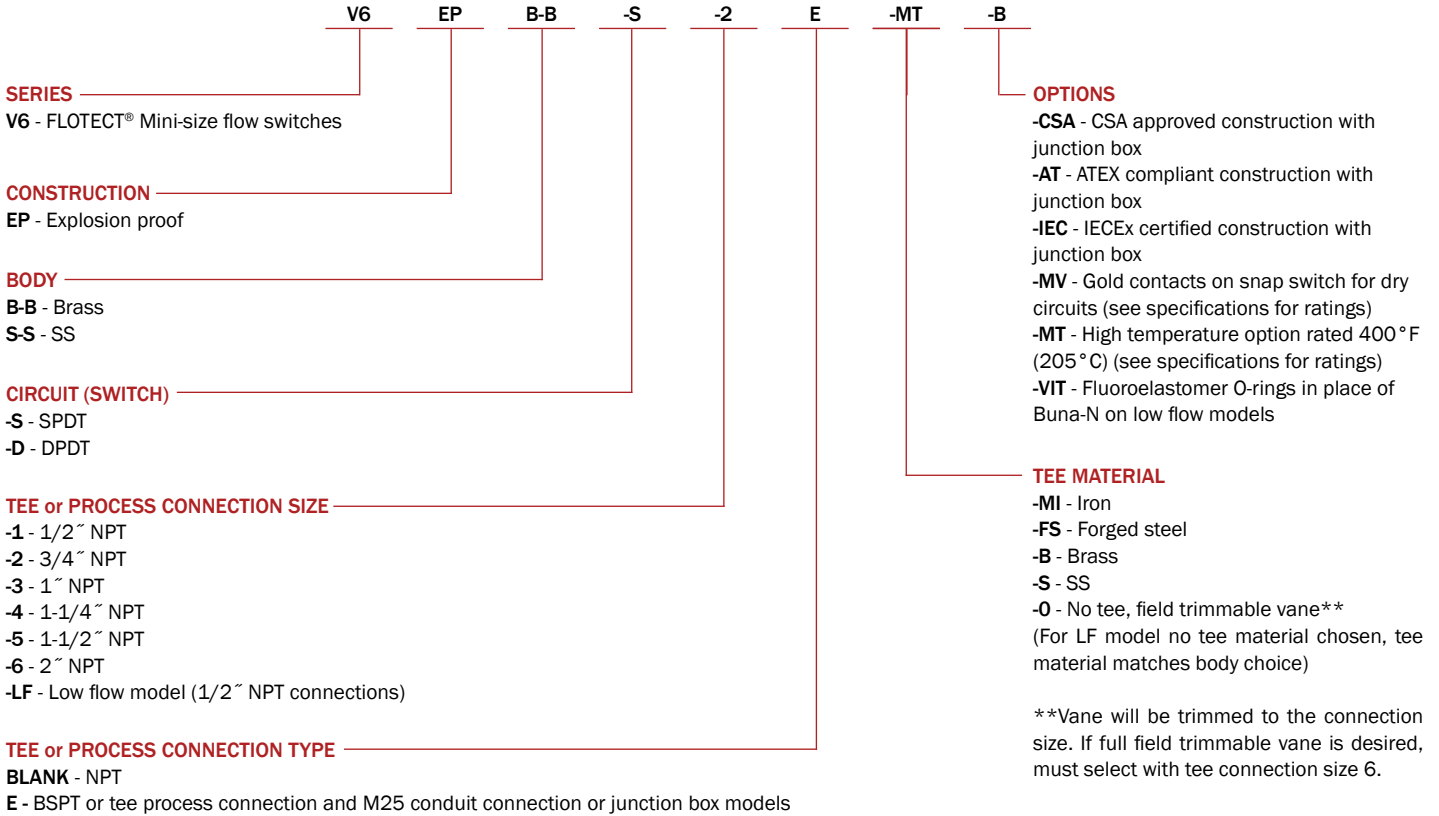 V6 EP B-B -S -2 E -MT -B
SERIES
V6 - FLOTECT® Mini-size flow switches
CONSTRUCTION
EP - Explosion proof
BODY
B-B - Brass
S-S - SS
CIRCUIT (SWITCH)
-S - SPDT
-D - DPDT
TEE or PROCESS CONNECTION SIZE
-1 - 1/2˝ NPT
-2 - 3/4˝ NPT
-3 - 1˝ NPT
-4 - 1-1/4˝ NPT
-5 - 1-1/2˝ NPT
-6 - 2˝ NPT
-LF - Low flow model (1/2˝ NPT connections)
TEE or PROCESS CONNECTION TYPE
BLANK - NPT
E - BSPT or tee process connection and M25 conduit connection or junction box models
OPTIONS
-CSA - CSA approved construction with
junction box
-AT - ATEX compliant construction with
junction box
-IEC - IECEx certified construction with
junction box
-MV - Gold contacts on snap switch for dry
circuits (see specifications for ratings)
-MT - High temperature option rated 400°F
(205°C) (see specifications for ratings)
-VIT - Fluoroelastomer O-rings in place of
Buna-N on low flow models
TEE MATERIAL
-MI - Iron
-FS - Forged steel
-B - Brass
-S - SS
-0 - No tee, field trimmable vane**
(For LF model no tee material chosen, tee
material matches body choice)
**Vane will be trimmed to the connection
size. If full field trimmable vane is desired,
must select with tee connection size 6.